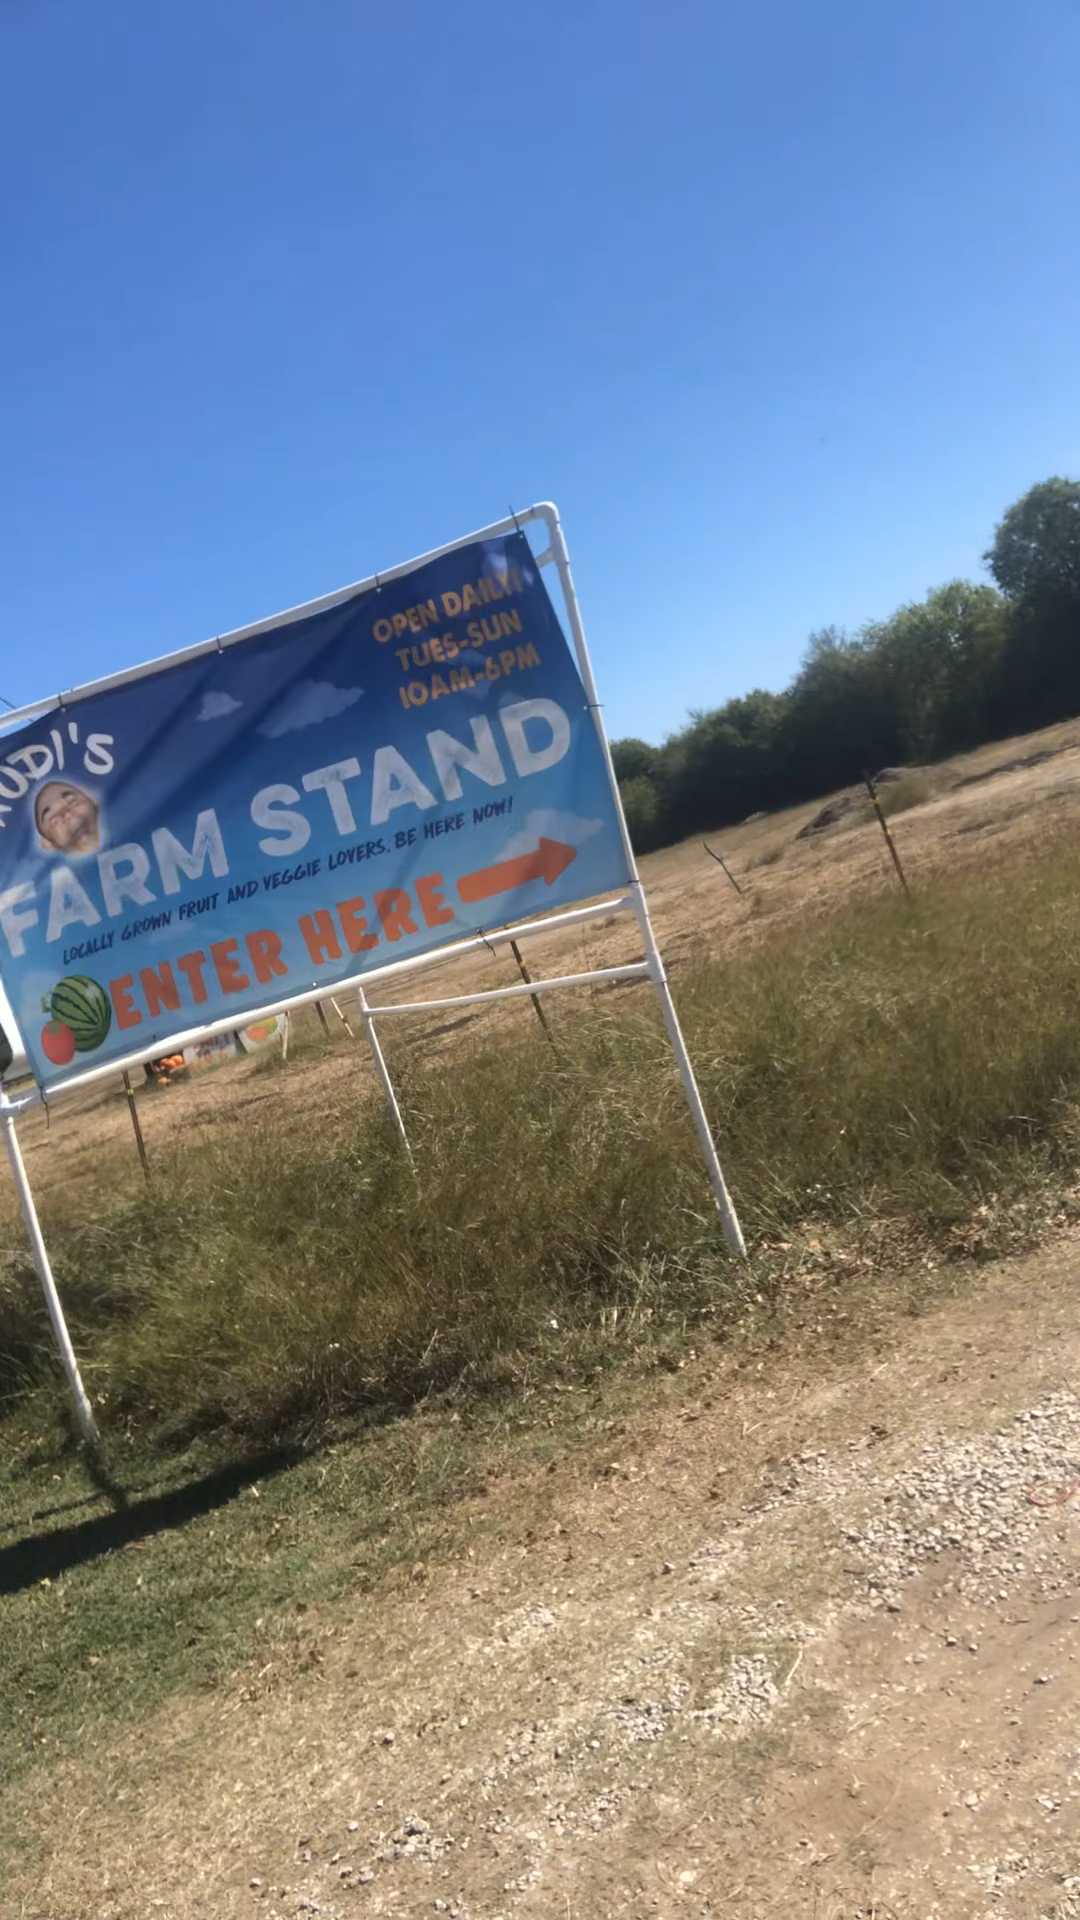 OPEN DAILY!
TUES-SUN
10AM-6PM
FARM STAND
LOCALLY GROWN FRUIT AND VEGGIE LOVERS, BE HERE NOW!
ENTER HERE